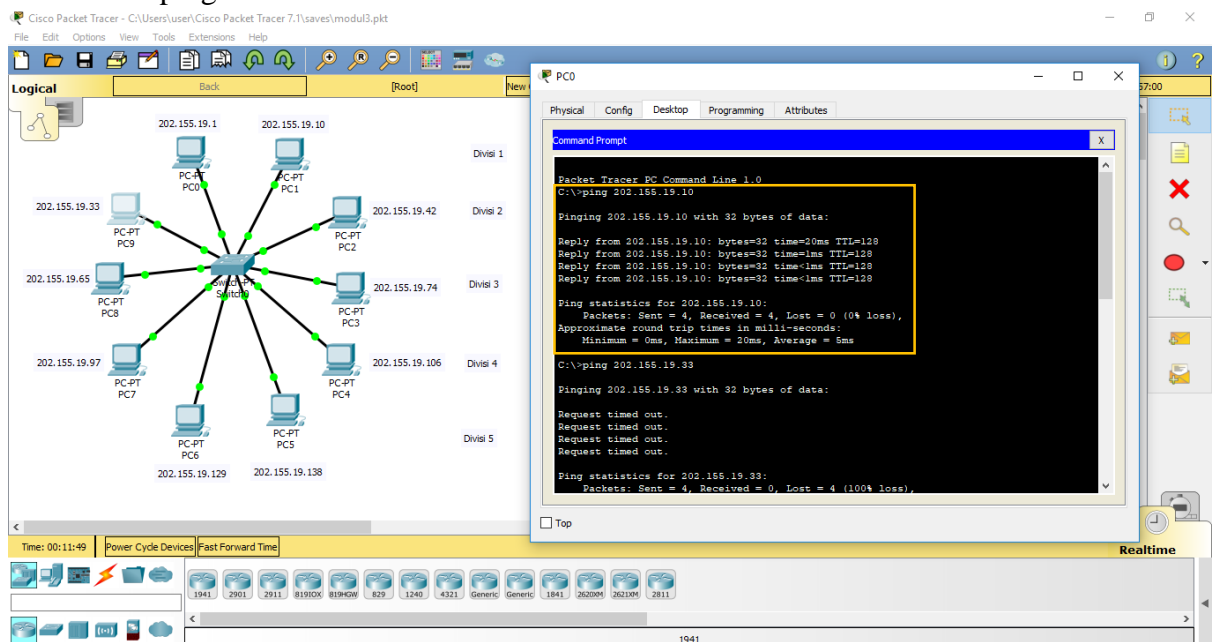 ping
Cisco Packet Tracer - C:\Users\user\Cisco Packet Tracer 7.1\saves\modul3.pkt
File Edit Options View Tools Extensions Help
Logical
Back
[Root]
New
57:00
202.155.19.1
202.155.19.10
Divisi 1
PC-PT
PC0
PC-PT
PC1
202.155.19.33
202.155.19.42
Divisi 2
PC-PT
PC9
PC-PT
PC2
202.155.19.65
Switch-PT
Switch0
202.155.19.74
Divisi 3
PC-PT
PC8
PC-PT
PC3
202.155.19.97
202.155.19.106
Divisi 4
PC-PT
PC7
PC-PT
PC4
PC-PT
PC6
PC-PT
PC5
Divisi 5
202.155.19.129
202.155.19.138
PC0
Physical Config Desktop Programming Attributes
Command Prompt
X
Packet Tracer PC Command Line 1.0
C:\>ping 202.155.19.10
Pinging 202.155.19.10 with 32 bytes of data:
Reply from 202.155.19.10: bytes=32 time=20ms TTL=128
Reply from 202.155.19.10: bytes=32 time=1ms TTL=128
Reply from 202.155.19.10: bytes=32 time<1ms TTL=128
Reply from 202.155.19.10: bytes=32 time<1ms TTL=128
Ping statistics for 202.155.19.10:
Packets: Sent = 4, Received = 4, Lost = 0 (0% loss),
Approximate round trip times in milli-seconds:
Minimum = 0ms, Maximum = 20ms, Average = 5ms
C:\>ping 202.155.19.33
Pinging 202.155.19.33 with 32 bytes of data:
Request timed out.
Request timed out.
Request timed out.
Request timed out.
Ping statistics for 202.155.19.33:
Packets: Sent = 4, Received = 0, Lost = 4 (100% loss),
Top
Time: 00:11:49
Power Cycle Devices Fast Forward Time
Realtime
1941 2901 2911 819IOX 819HGW 829 1240 4321 Generic Generic 1841 2620XM 2621XM 2811
1941